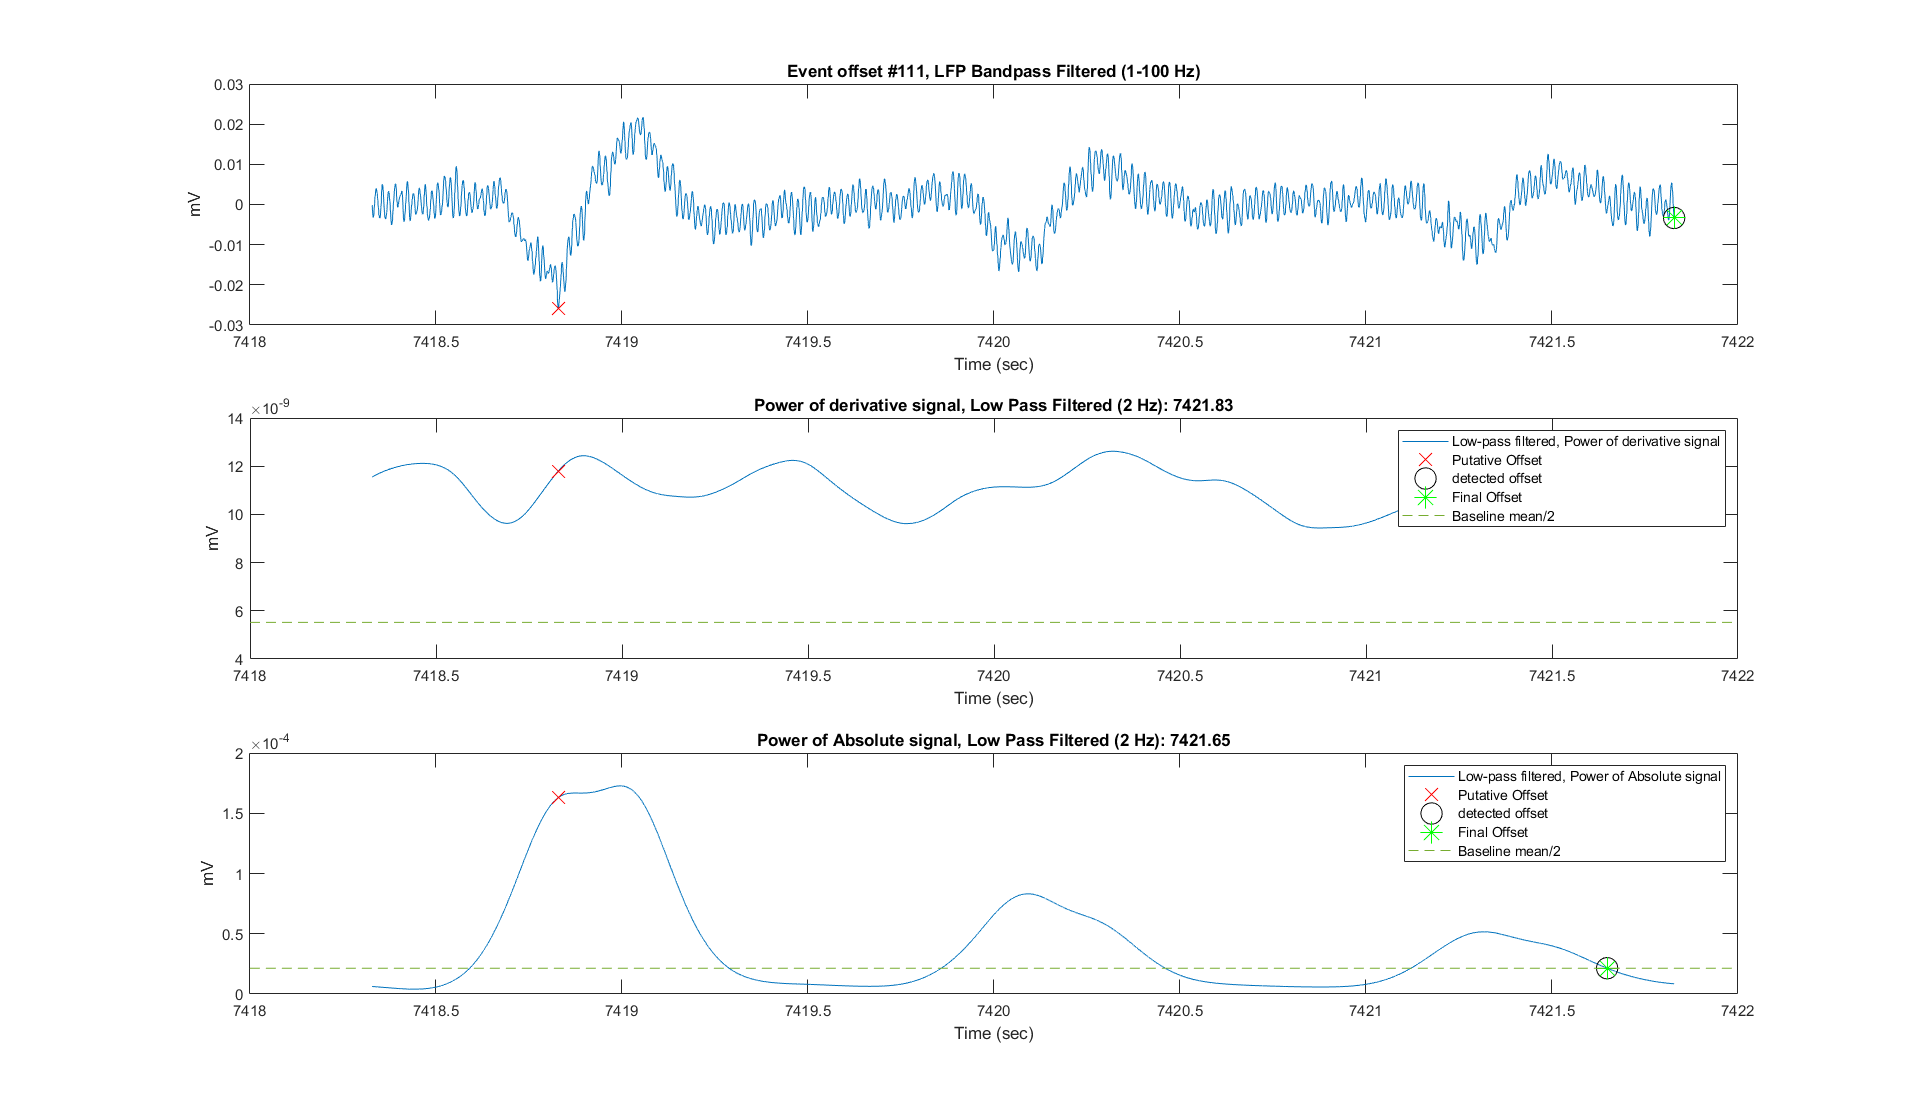 Event offset #111, LFP Bandpass Filtered (1-100 Hz)
0.03
0.02
0.01
0
-0.01
-0.02
-0.03
mV
7418 7418.5 7419 7419.5 7420 7420.5 7421 7421.5 7422
Time (sec)
Power of derivative signal, Low Pass Filtered (2 Hz): 7421.83
×10-9
14
12
10
8
6
4
mV
Low-pass filtered, Power of derivative signal
Putative Offset
detected offset
Final Offset
Baseline mean/2
7418 7418.5 7419 7419.5 7420 7420.5 7421 7421.5 7422
Time (sec)
Power of Absolute signal, Low Pass Filtered (2 Hz): 7421.65
×10-4
2
1.5
1
0.5
0
mV
Low-pass filtered, Power of Absolute signal
Putative Offset
detected offset
Final Offset
Baseline mean/2
7418 7418.5 7419 7419.5 7420 7420.5 7421 7421.5 7422
Time (sec)